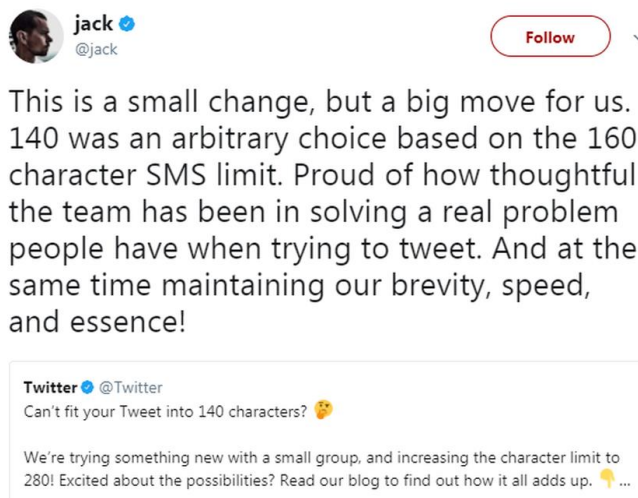 jack
@jack
Follow
This is a small change, but a big move for us.
140 was an arbitrary choice based on the 160
character SMS limit. Proud of how thoughtful
the team has been in solving a real problem
people have when trying to tweet. And at the
same time maintaining our brevity, speed,
and essence!
Twitter @Twitter
Can't fit your Tweet into 140 characters? 🤔
We're trying something new with a small group, and increasing the character limit to
280! Excited about the possibilities? Read our blog to find out how it all adds up. 👇...